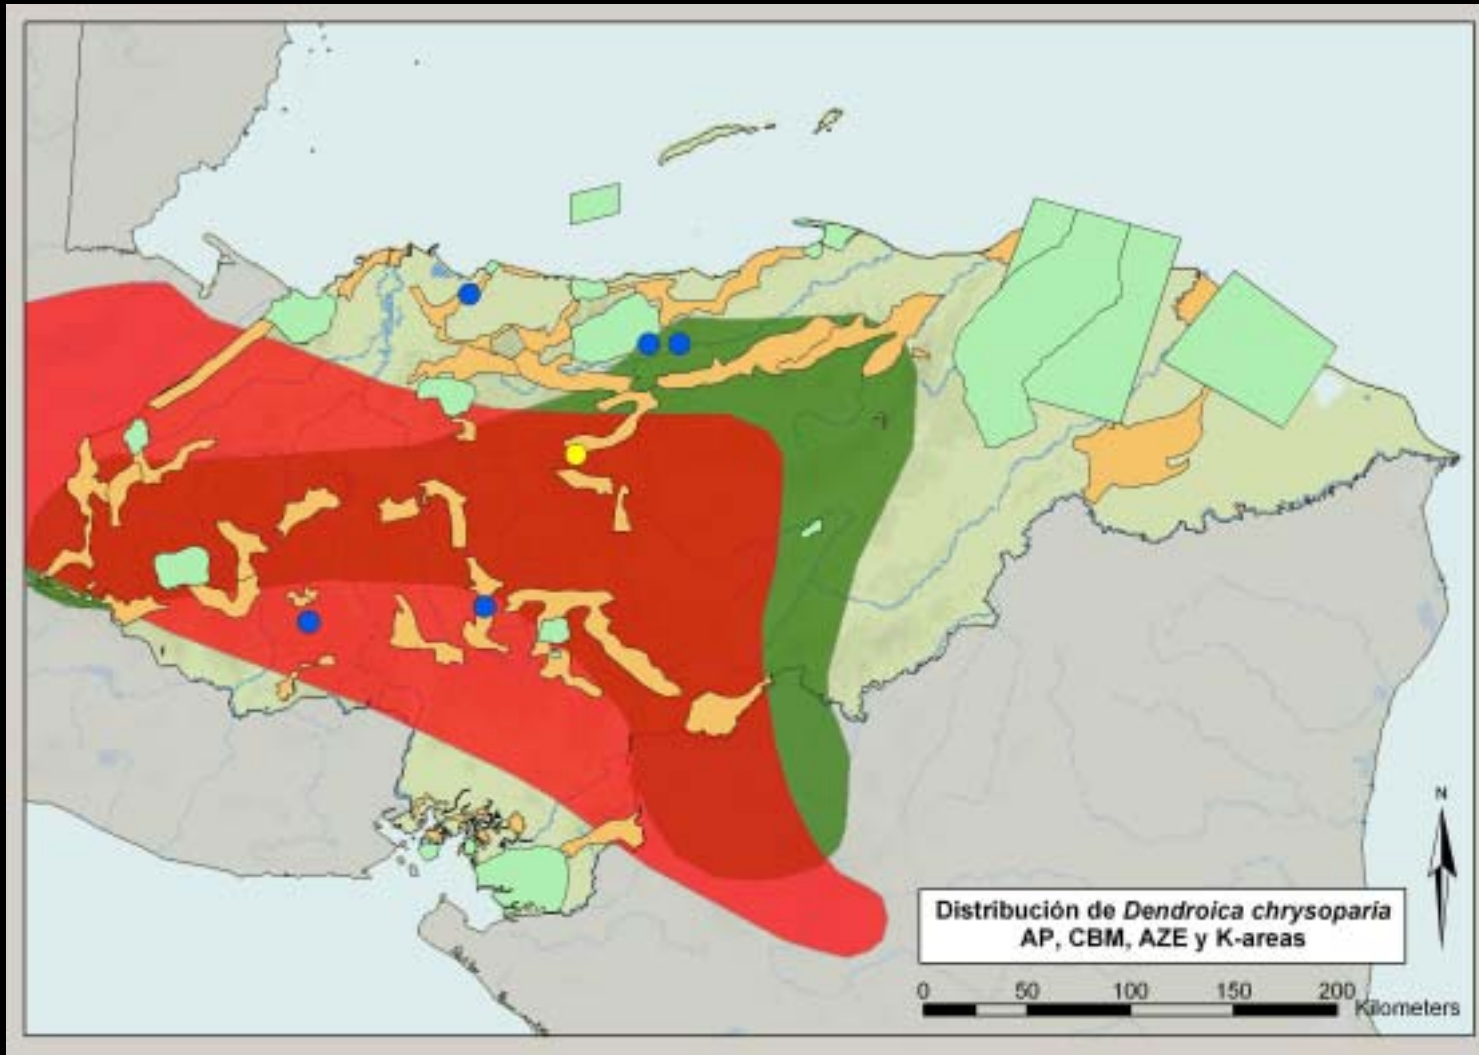 N
Distribución de Dendroica chrysoparia
AP, CBM, AZE y K-areas
0 50 100 150 200
Kilometers